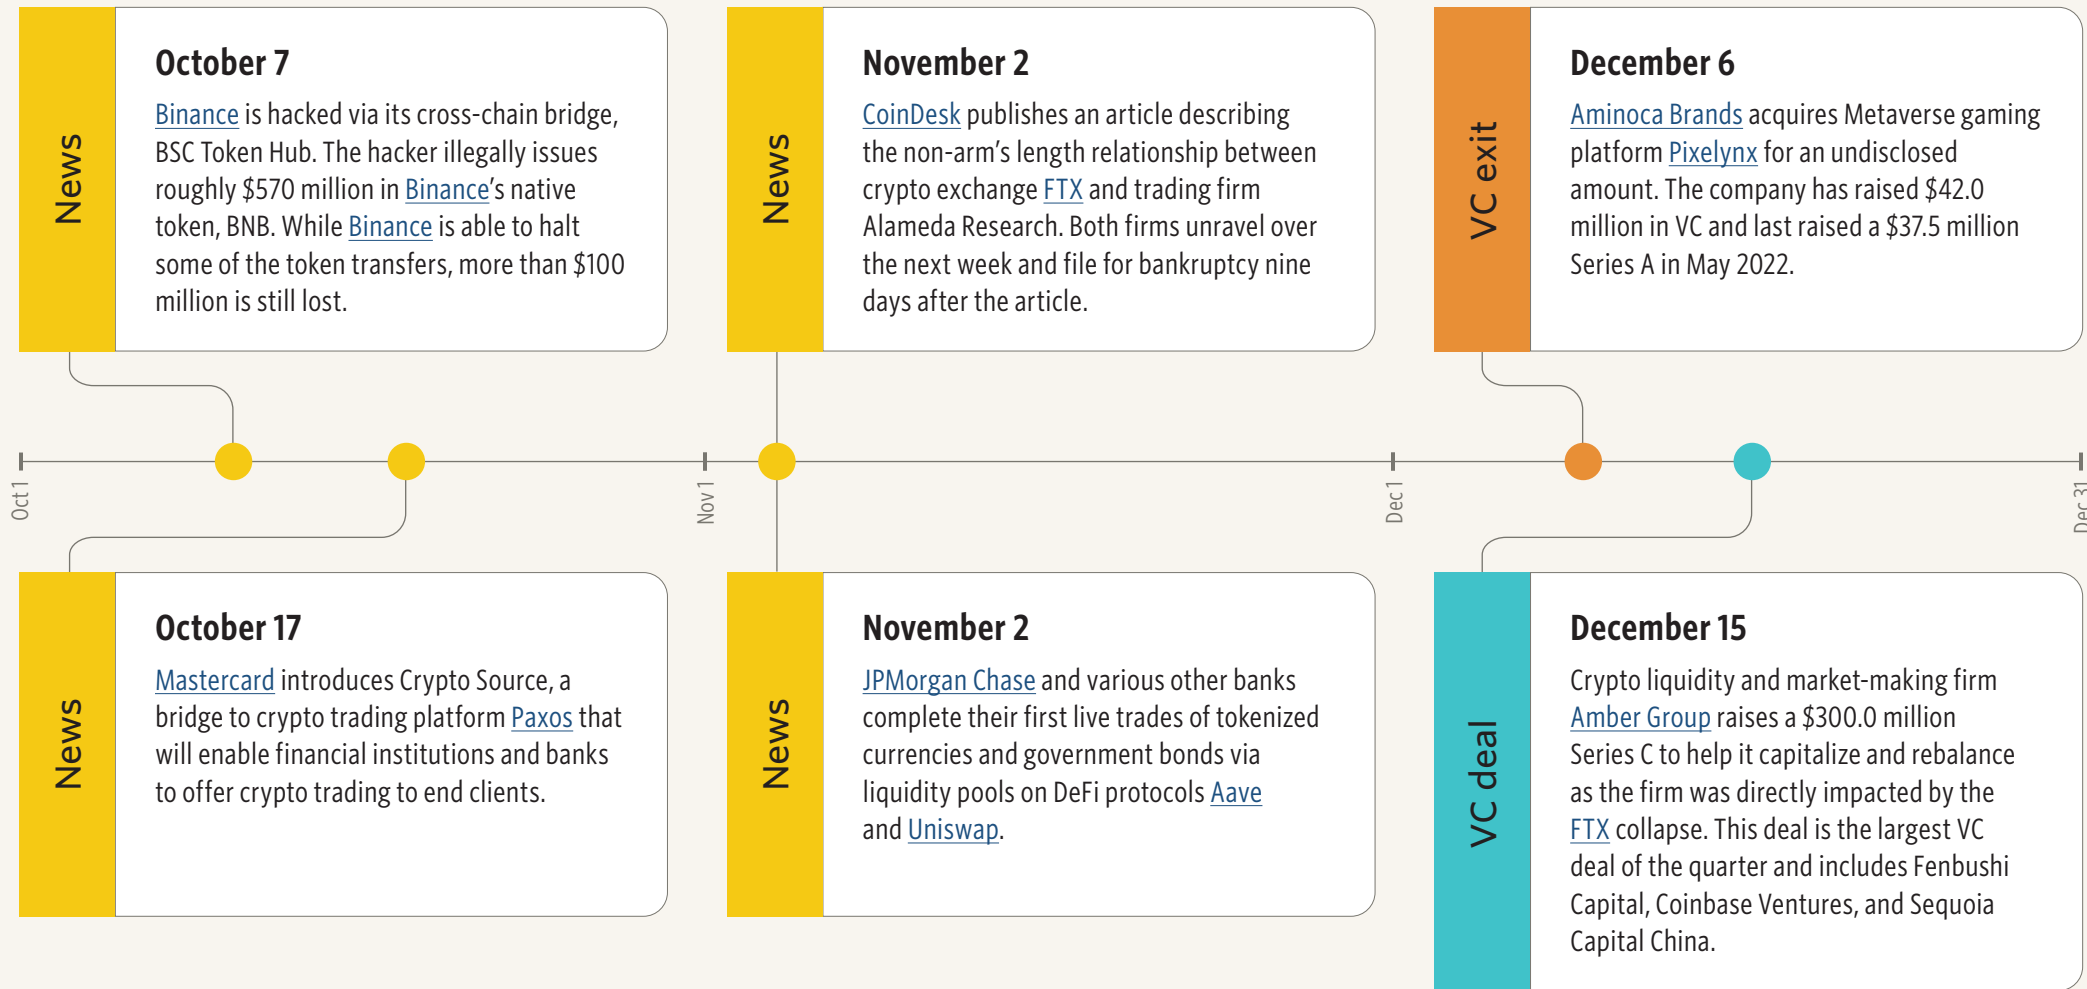 News
October 7
Binance is hacked via its cross-chain bridge,
BSC Token Hub. The hacker illegally issues
roughly $570 million in Binance’s native
token, BNB. While Binance is able to halt
some of the token transfers, more than $100
million is still lost.
News
November 2
CoinDesk publishes an article describing
the non-arm’s length relationship between
crypto exchange FTX and trading firm
Alameda Research. Both firms unravel over
the next week and file for bankruptcy nine
days after the article.
VC exit
December 6
Aminoca Brands acquires Metaverse gaming
platform Pixelynx for an undisclosed
amount. The company has raised $42.0
million in VC and last raised a $37.5 million
Series A in May 2022.
Oct 1
Nov 1
Dec 1
Dec 31
News
October 17
Mastercard introduces Crypto Source, a
bridge to crypto trading platform Paxos that
will enable financial institutions and banks
to offer crypto trading to end clients.
News
November 2
JPMorgan Chase and various other banks
complete their first live trades of tokenized
currencies and government bonds via
liquidity pools on DeFi protocols Aave
and Uniswap.
VC deal
December 15
Crypto liquidity and market-making firm
Amber Group raises a $300.0 million
Series C to help it capitalize and rebalance
as the firm was directly impacted by the
FTX collapse. This deal is the largest VC
deal of the quarter and includes Fenbushi
Capital, Coinbase Ventures, and Sequoia
Capital China.